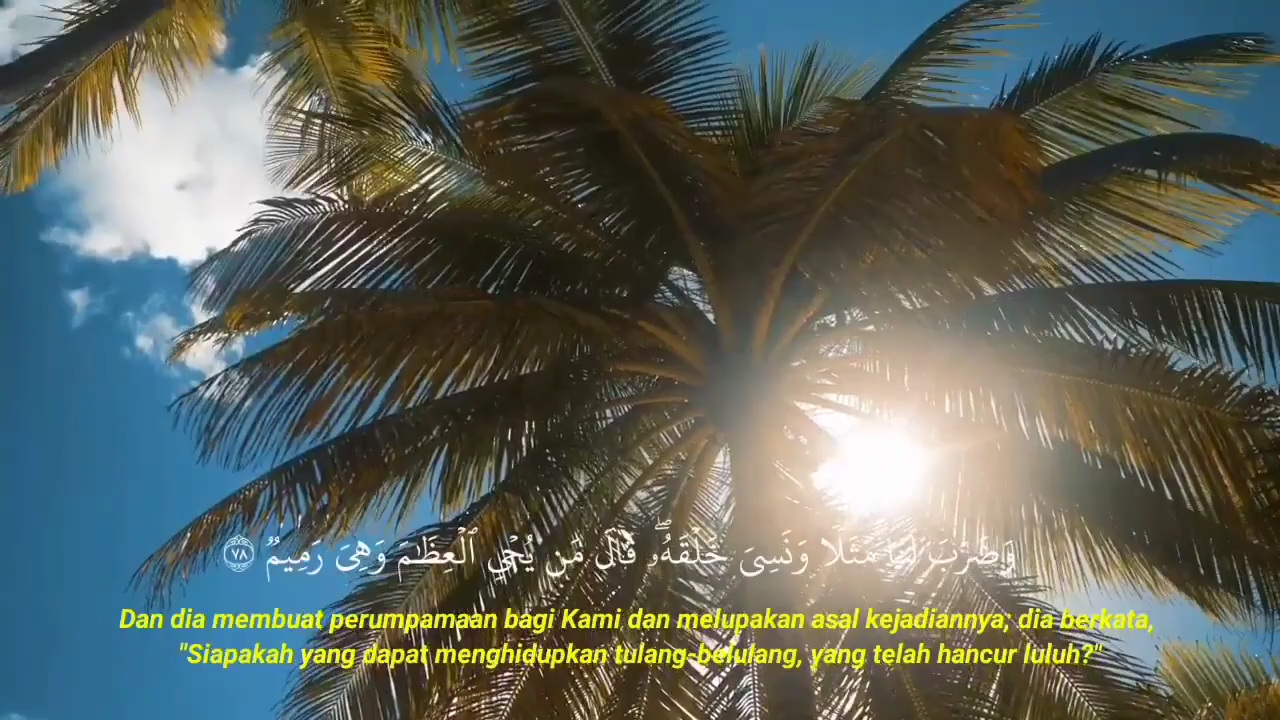 وَضَرَبَ لَنَا مَثَلًا وَنَسِىَ خَلْقَهُۥ ۖ قَالَ مَن يُحْىِ ٱلْعِظَـٰمَ وَهِىَ رَمِيمٌ ٧٨
Dan dia membuat perumpamaan bagi Kami dan melupakan asal kejadiannya; dia berkata,
"Siapakah yang dapat menghidupkan tulang-belulang, yang telah hancur luluh?"